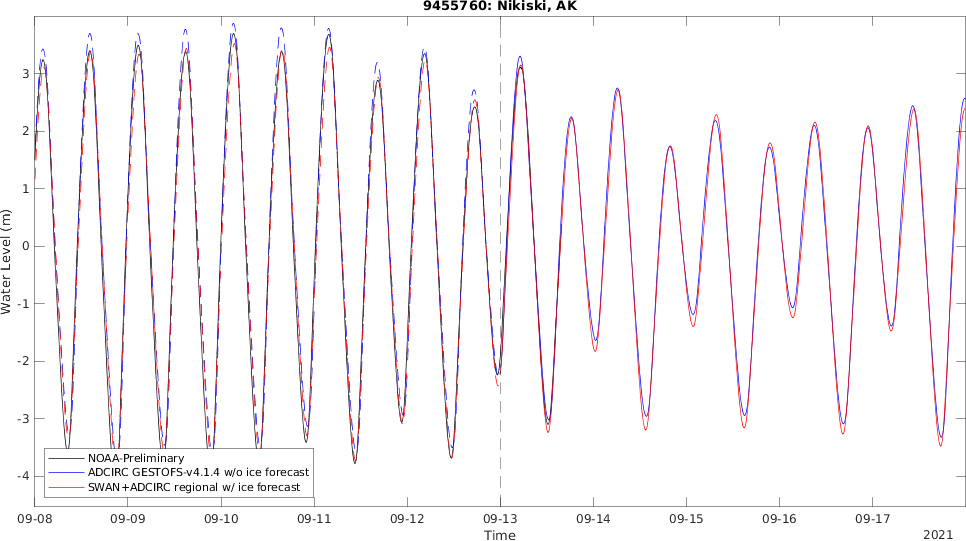 9455760: Nikiski, AK
Water Level (m)
3
2
1
0
-1
-2
-3
-4
NOAA-Preliminary
ADCIRC GESTOFS-v4.1.4 w/o ice forecast
SWAN+ADCIRC regional w/ ice forecast
09-08 09-09 09-10 09-11 09-12 09-13 09-14 09-15 09-16 09-17
Time
2021